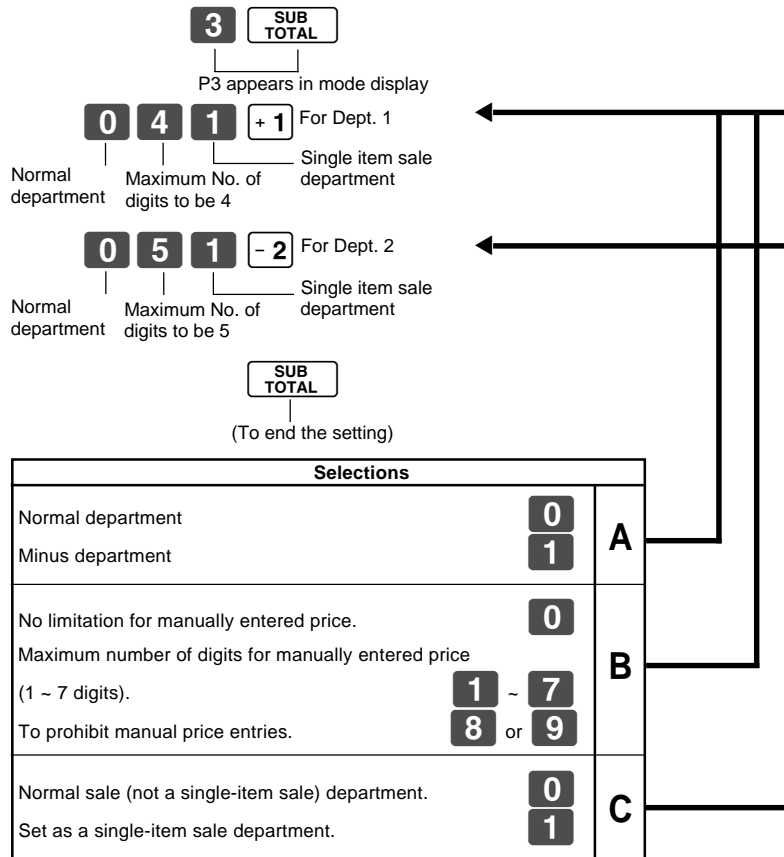 3 SUB TOTAL
P3 appears in mode display
0 4 1 + 1 For Dept. 1
Normal department
Maximum No. of digits to be 4
Single item sale department
0 5 1 - 2 For Dept. 2
Normal department
Maximum No. of digits to be 5
Single item sale department
SUB TOTAL
(To end the setting)
Selections
Normal department 0
Minus department 1
A
No limitation for manually entered price. 0
Maximum number of digits for manually entered price
(1 ~ 7 digits). 1 ~ 7
To prohibit manual price entries. 8 or 9
B
Normal sale (not a single-item sale) department. 0
Set as a single-item sale department. 1
C